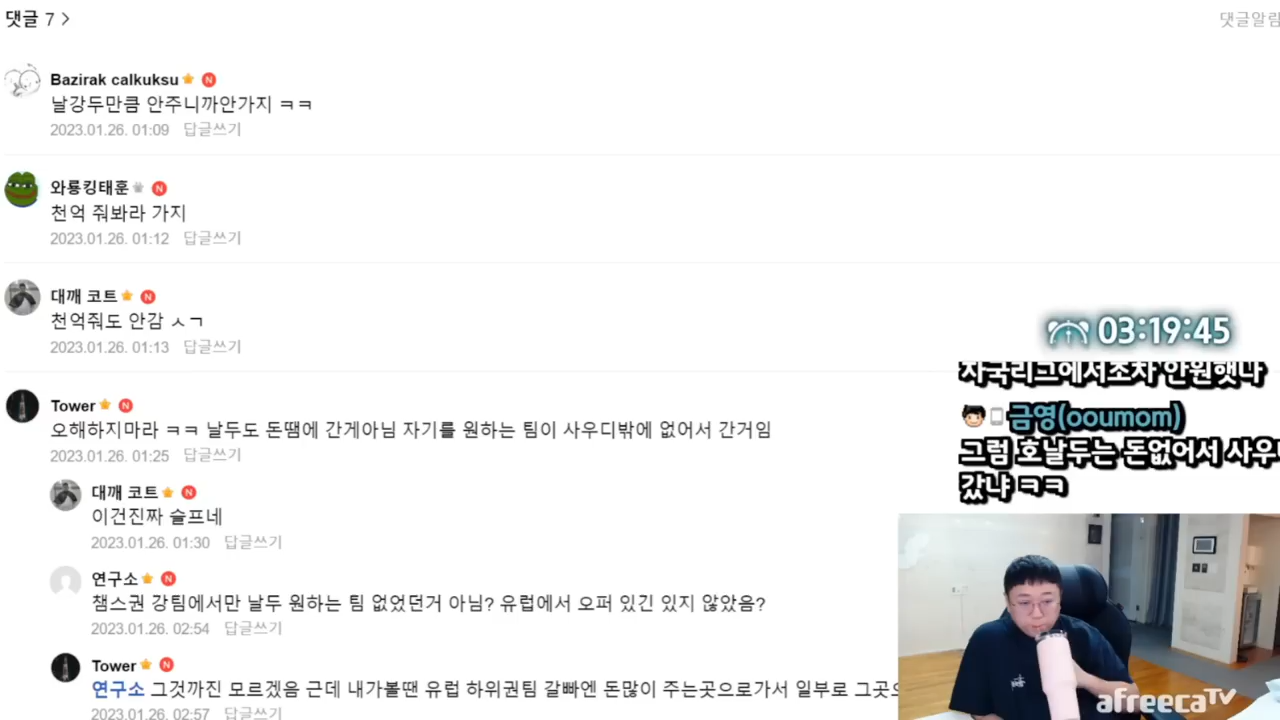 댓글 7
댓글알림
Bazirak calkuksu N
날강두만큼 안주니까안가지 ㅋㅋ
2023.01.26. 01:09 답글쓰기
와룡킹태훈 N
천억 줘봐라 가지
2023.01.26. 01:12 답글쓰기
대깨 코트 N
천억줘도 안감 ㅅㄱ
2023.01.26. 01:13 답글쓰기
Tower N
오해하지마라 ㅋㅋ 날두도 돈땜에 간게아님 자기를 원하는 팀이 사우디밖에 없어서 간거임
2023.01.26. 01:25 답글쓰기
대깨 코트 N
이건진짜 슬프네
2023.01.26. 01:30 답글쓰기
연구소 N
챔스권 강팀에서만 날두 원하는 팀 없었던거 아님? 유럽에서 오퍼 있긴 있지 않았음?
2023.01.26. 02:54 답글쓰기
Tower N
연구소 그것까진 모르겠음 근데 내가볼땐 유럽 하위권팀 갈빠엔 돈많이 주는곳으로가서 일부로 그곳으
2023.01.26. 02:57 답글쓰기
03:19:45
자국리그에서조차 안원햇나
금영(ooumom)
그럼 호날두는 돈없어서 사우디
갔냐 ㅋㅋ
afreecaTV